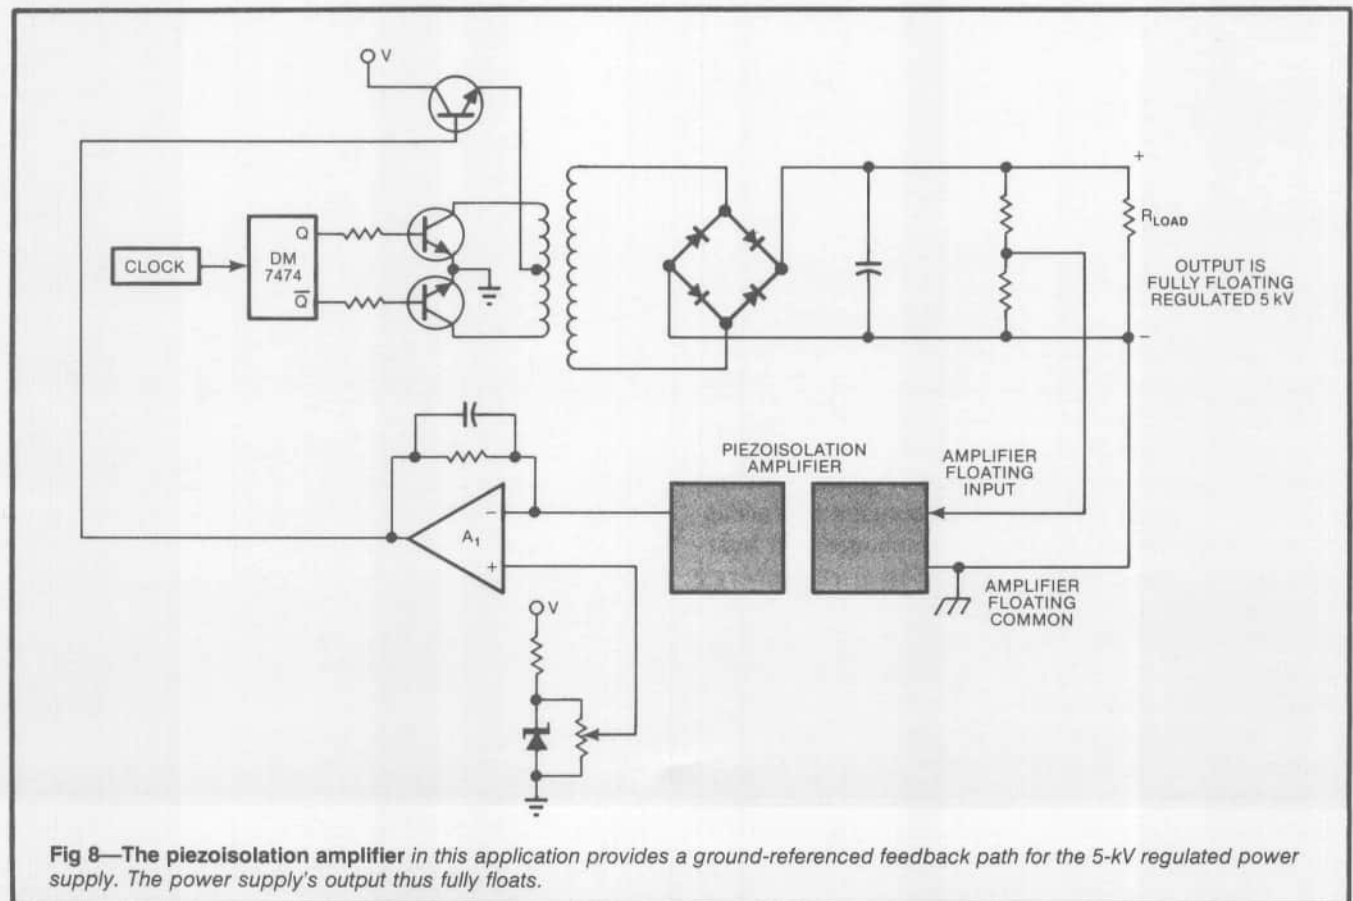 V
CLOCK
DM
7474
Q
Q̅
+
R_LOAD
OUTPUT IS
FULLY FLOATING
REGULATED 5 kV
−
PIEZOISOLATION
AMPLIFIER
AMPLIFIER
FLOATING
INPUT
−
A₁
+
AMPLIFIER
FLOATING
COMMON
V
Fig 8—The piezoisolation amplifier in this application provides a ground-referenced feedback path for the 5-kV regulated power
supply. The power supply's output thus fully floats.